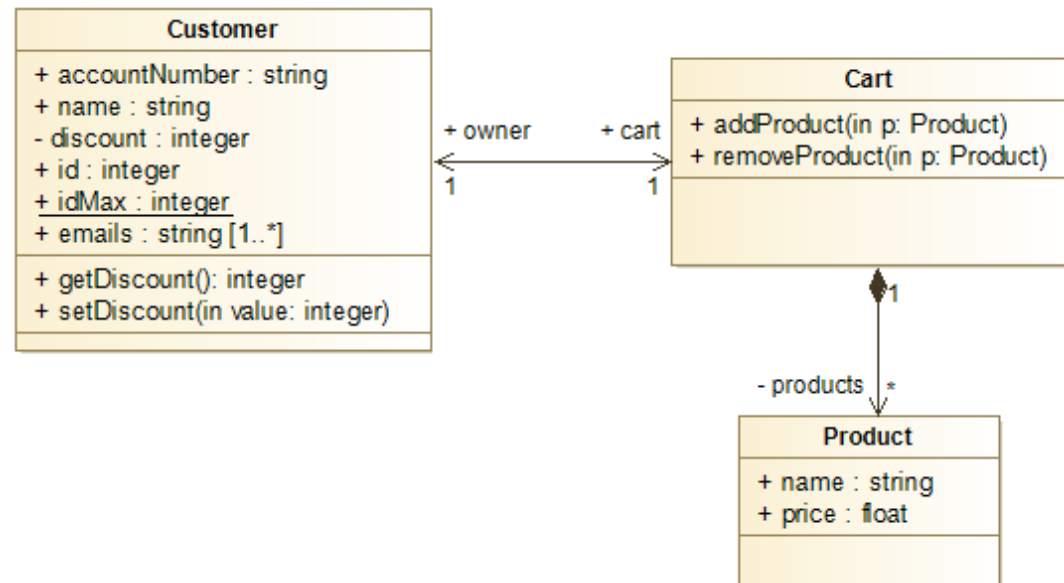 Customer
+ accountNumber : string
+ name : string
- discount : integer
+ id : integer
+ idMax : integer
+ emails : string [1..*]
+ getDiscount(): integer
+ setDiscount(in value: integer)
+ owner
1
+ cart
1
Cart
+ addProduct(in p: Product)
+ removeProduct(in p: Product)
1
- products
*
Product
+ name : string
+ price : float